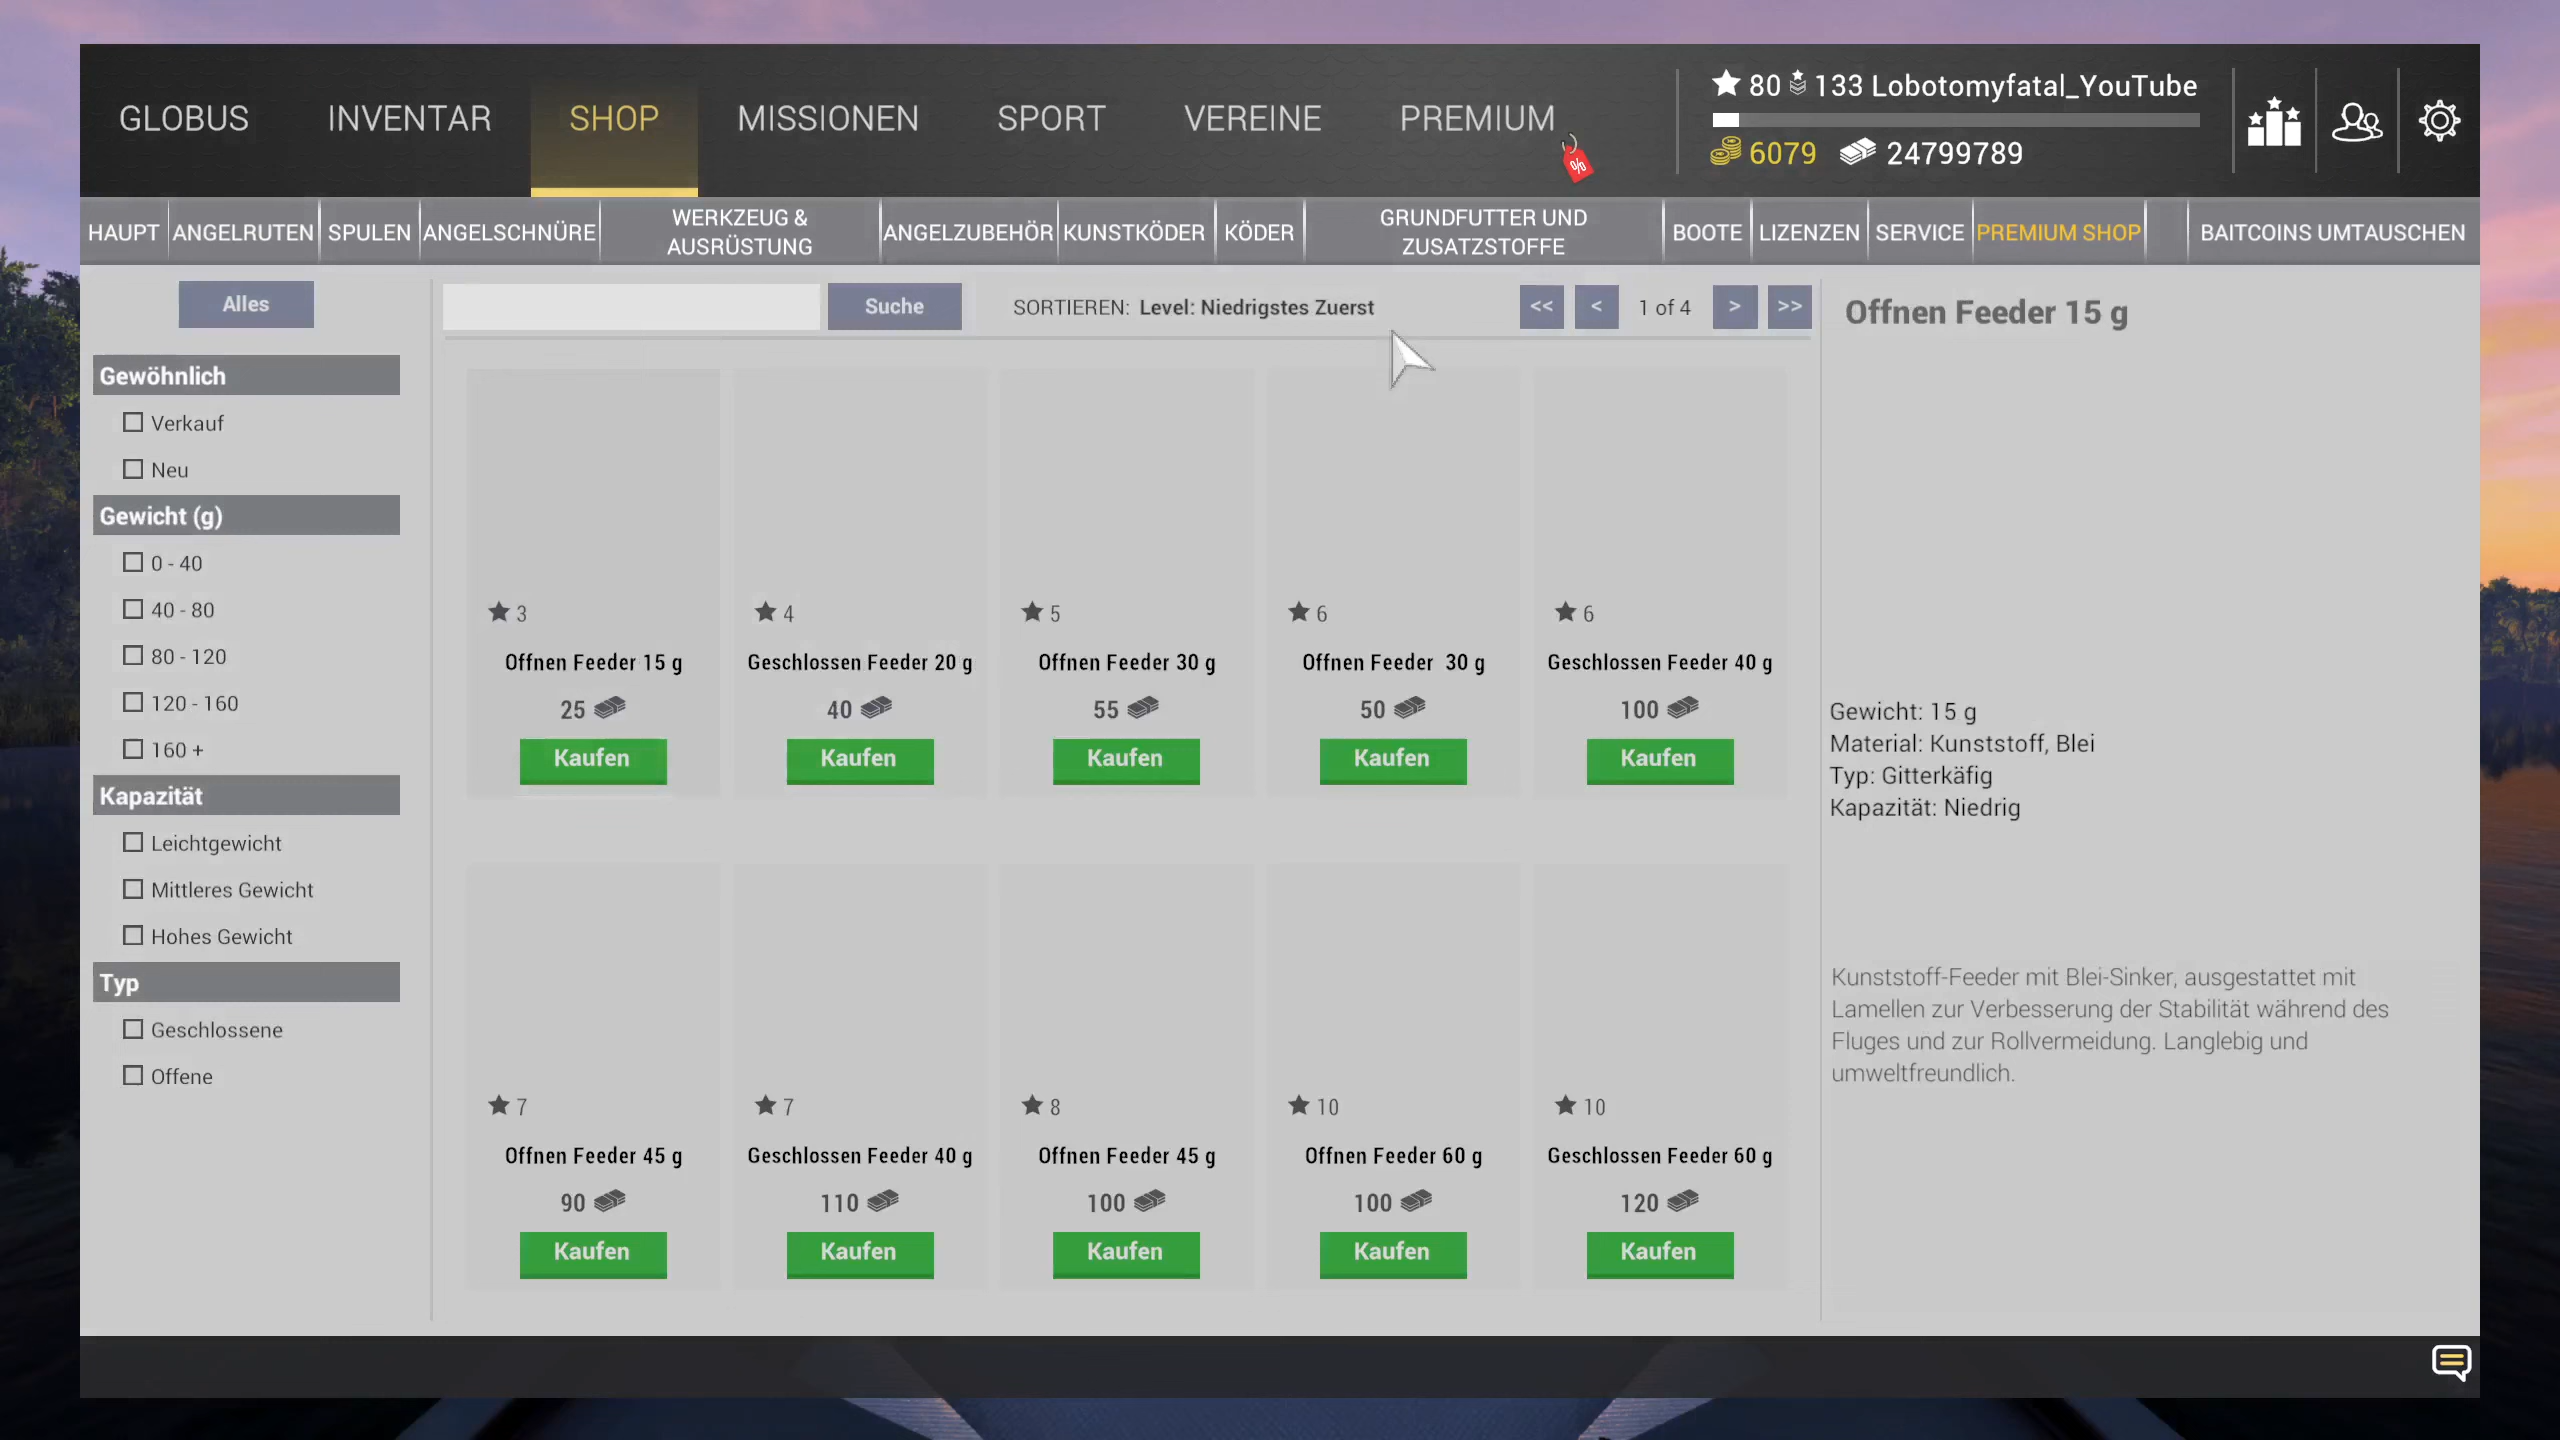 GLOBUS
INVENTAR
SHOP
MISSIONEN
SPORT
VEREINE
PREMIUM
%
80 133 Lobotomyfatal_YouTube
6079 24799789
HAUPT
ANGELRUTEN
SPULEN
ANGELSCHNÜRE
WERKZEUG &
AUSRÜSTUNG
ANGELZUBEHÖR
KUNSTKÖDER
KÖDER
GRUNDFUTTER UND
ZUSATZSTOFFE
BOOTE
LIZENZEN
SERVICE
PREMIUM SHOP
BAITCOINS UMTAUSCHEN
Alles
Gewöhnlich
Verkauf
Neu
Gewicht (g)
0 - 40
40 - 80
80 - 120
120 - 160
160 +
Kapazität
Leichtgewicht
Mittleres Gewicht
Hohes Gewicht
Typ
Geschlossene
Offene
Suche
SORTIEREN: Level: Niedrigstes Zuerst
<< < 1 of 4 > >>
3
Offnen Feeder 15 g
25
Kaufen
4
Geschlossen Feeder 20 g
40
Kaufen
5
Offnen Feeder 30 g
55
Kaufen
6
Offnen Feeder 30 g
50
Kaufen
6
Geschlossen Feeder 40 g
100
Kaufen
7
Offnen Feeder 45 g
90
Kaufen
7
Geschlossen Feeder 40 g
110
Kaufen
8
Offnen Feeder 45 g
100
Kaufen
10
Offnen Feeder 60 g
100
Kaufen
10
Geschlossen Feeder 60 g
120
Kaufen
Offnen Feeder 15 g
Gewicht: 15 g
Material: Kunststoff, Blei
Typ: Gitterkäfig
Kapazität: Niedrig
Kunststoff-Feeder mit Blei-Sinker, ausgestattet mit
Lamellen zur Verbesserung der Stabilität während des
Fluges und zur Rollvermeidung. Langlebig und
umweltfreundlich.